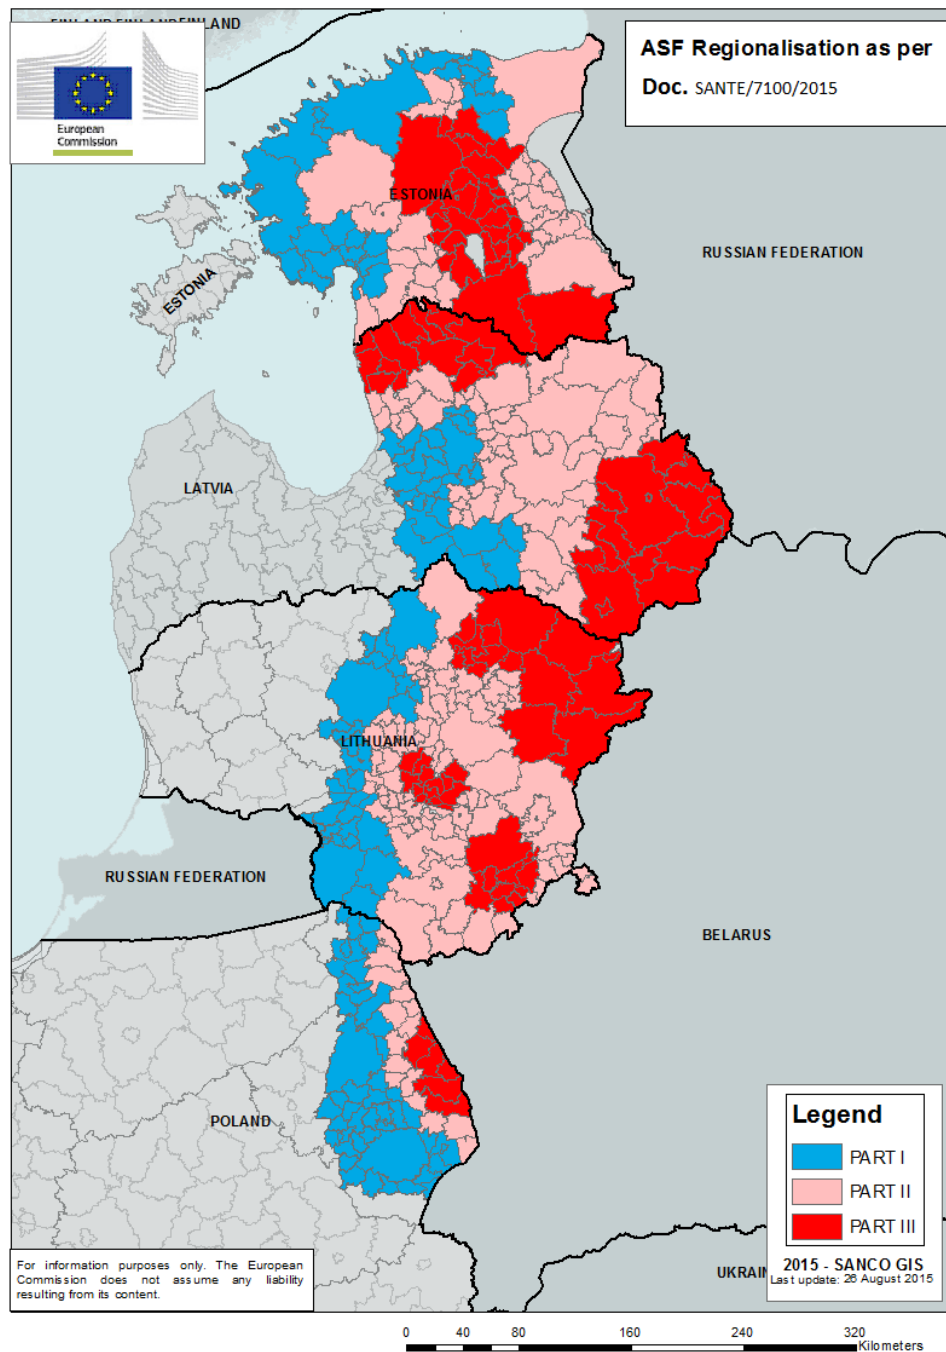 FINLAND
ASF Regionalisation as per
Doc. SANTE/7100/2015
European
Commission
ESTONIA
RUSSIAN FEDERATION
ESTONIA
LATVIA
LITHUANIA
RUSSIAN FEDERATION
BELARUS
POLAND
Legend
PART I
PART II
PART III
2015 - SANCO GIS
Last update: 26 August 2015
For information purposes only. The European
Commission does not assume any liability
resulting from its content.
0 40 80 160 240 320
Kilometers